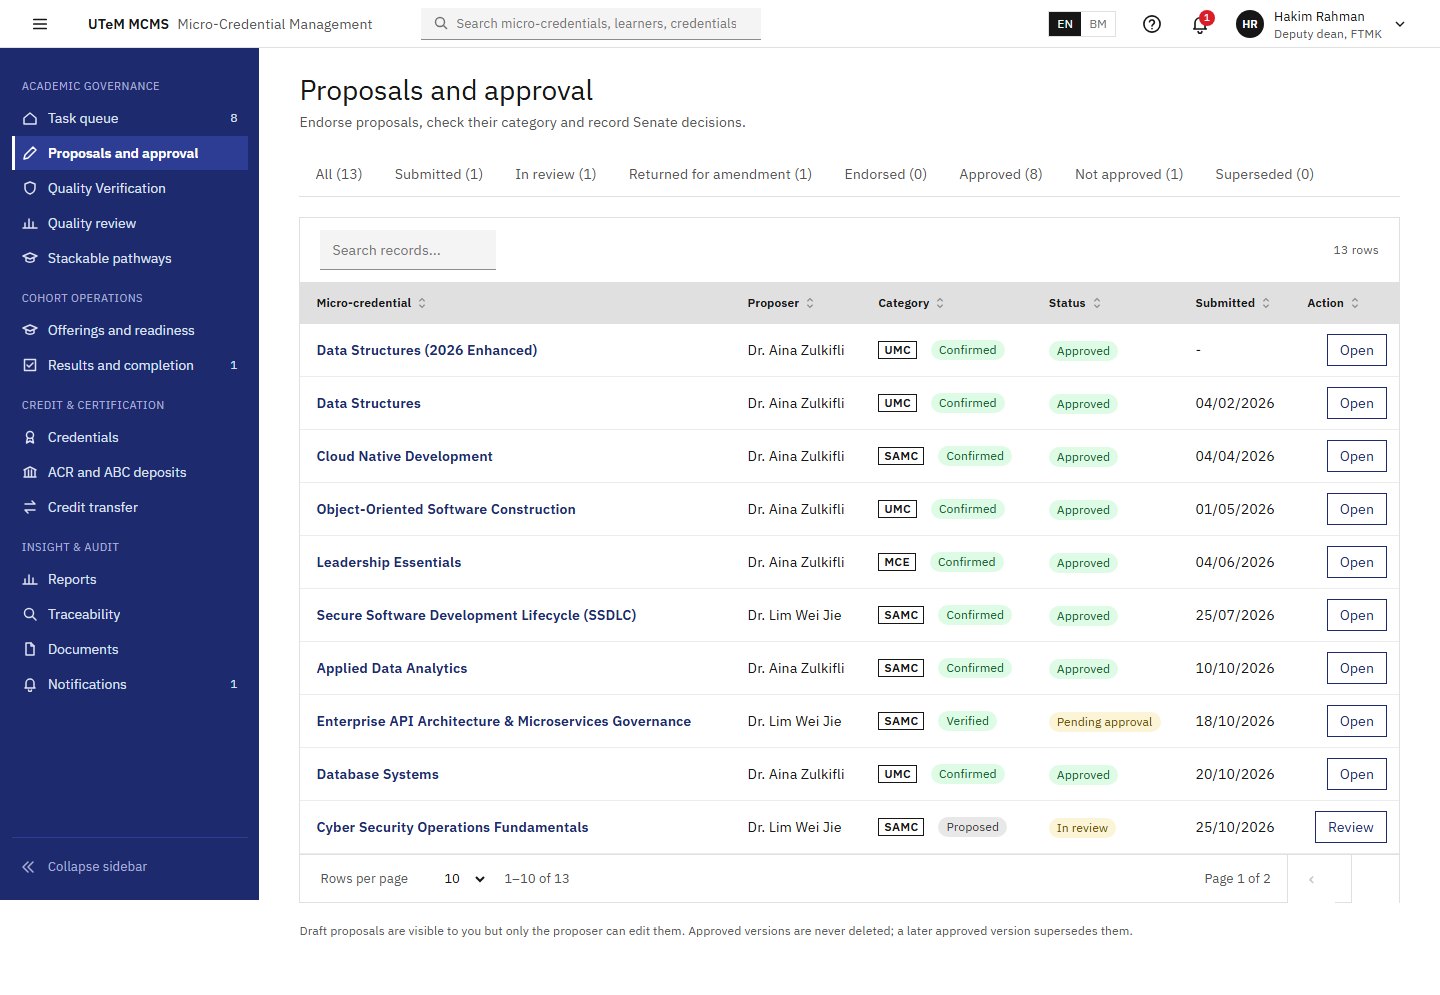 UTeM MCMS Micro-Credential Management
Search micro-credentials, learners, credentials
EN BM
1
HR
Hakim Rahman
Deputy dean, FTMK
ACADEMIC GOVERNANCE
Task queue 8
Proposals and approval
Quality Verification
Quality review
Stackable pathways
COHORT OPERATIONS
Offerings and readiness
Results and completion 1
CREDIT & CERTIFICATION
Credentials
ACR and ABC deposits
Credit transfer
INSIGHT & AUDIT
Reports
Traceability
Documents
Notifications 1
Collapse sidebar
Proposals and approval
Endorse proposals, check their category and record Senate decisions.
All (13) Submitted (1) In review (1) Returned for amendment (1) Endorsed (0) Approved (8) Not approved (1) Superseded (0)
Search records... 13 rows
Micro-credential Proposer Category Status Submitted Action
Data Structures (2026 Enhanced) Dr. Aina Zulkifli UMC Confirmed Approved - Open
Data Structures Dr. Aina Zulkifli UMC Confirmed Approved 04/02/2026 Open
Cloud Native Development Dr. Aina Zulkifli SAMC Confirmed Approved 04/04/2026 Open
Object-Oriented Software Construction Dr. Aina Zulkifli UMC Confirmed Approved 01/05/2026 Open
Leadership Essentials Dr. Aina Zulkifli MCE Confirmed Approved 04/06/2026 Open
Secure Software Development Lifecycle (SSDLC) Dr. Lim Wei Jie SAMC Confirmed Approved 25/07/2026 Open
Applied Data Analytics Dr. Aina Zulkifli SAMC Confirmed Approved 10/10/2026 Open
Enterprise API Architecture & Microservices Governance Dr. Lim Wei Jie SAMC Verified Pending approval 18/10/2026 Open
Database Systems Dr. Aina Zulkifli UMC Confirmed Approved 20/10/2026 Open
Cyber Security Operations Fundamentals Dr. Lim Wei Jie SAMC Proposed In review 25/10/2026 Review
Rows per page 10 1–10 of 13 Page 1 of 2
Draft proposals are visible to you but only the proposer can edit them. Approved versions are never deleted; a later approved version supersedes them.